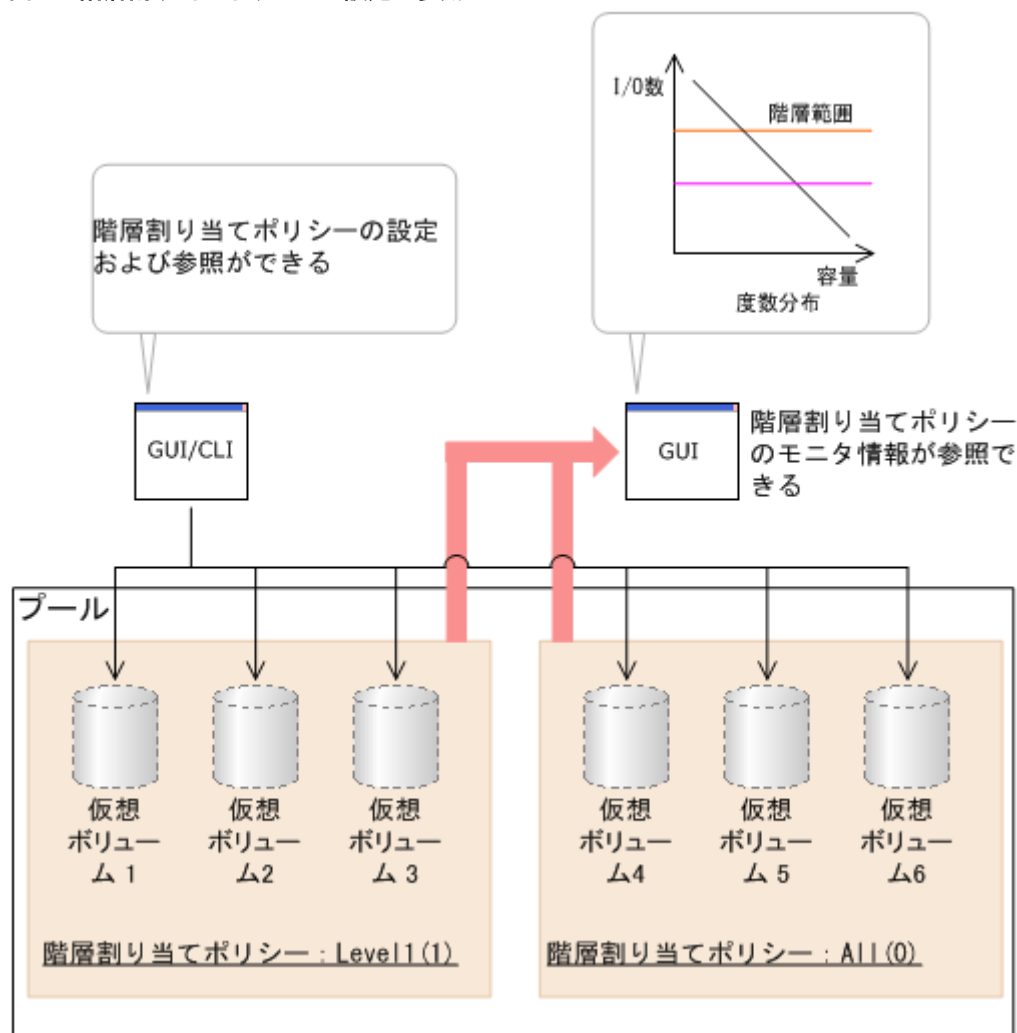 I/O数
階層範囲
容量
度数分布
階層割り当てポリシーの設定
および参照ができる
GUI/CLI
GUI
階層割り当てポリシー
のモニタ情報が参照で
きる
プール
仮想
ボリュー
ム 1
仮想
ボリュー
ム2
仮想
ボリュー
ム 3
仮想
ボリュー
ム4
仮想
ボリュー
ム 5
仮想
ボリュー
ム6
階層割り当てポリシー：Level1(1)
階層割り当てポリシー：All(0)